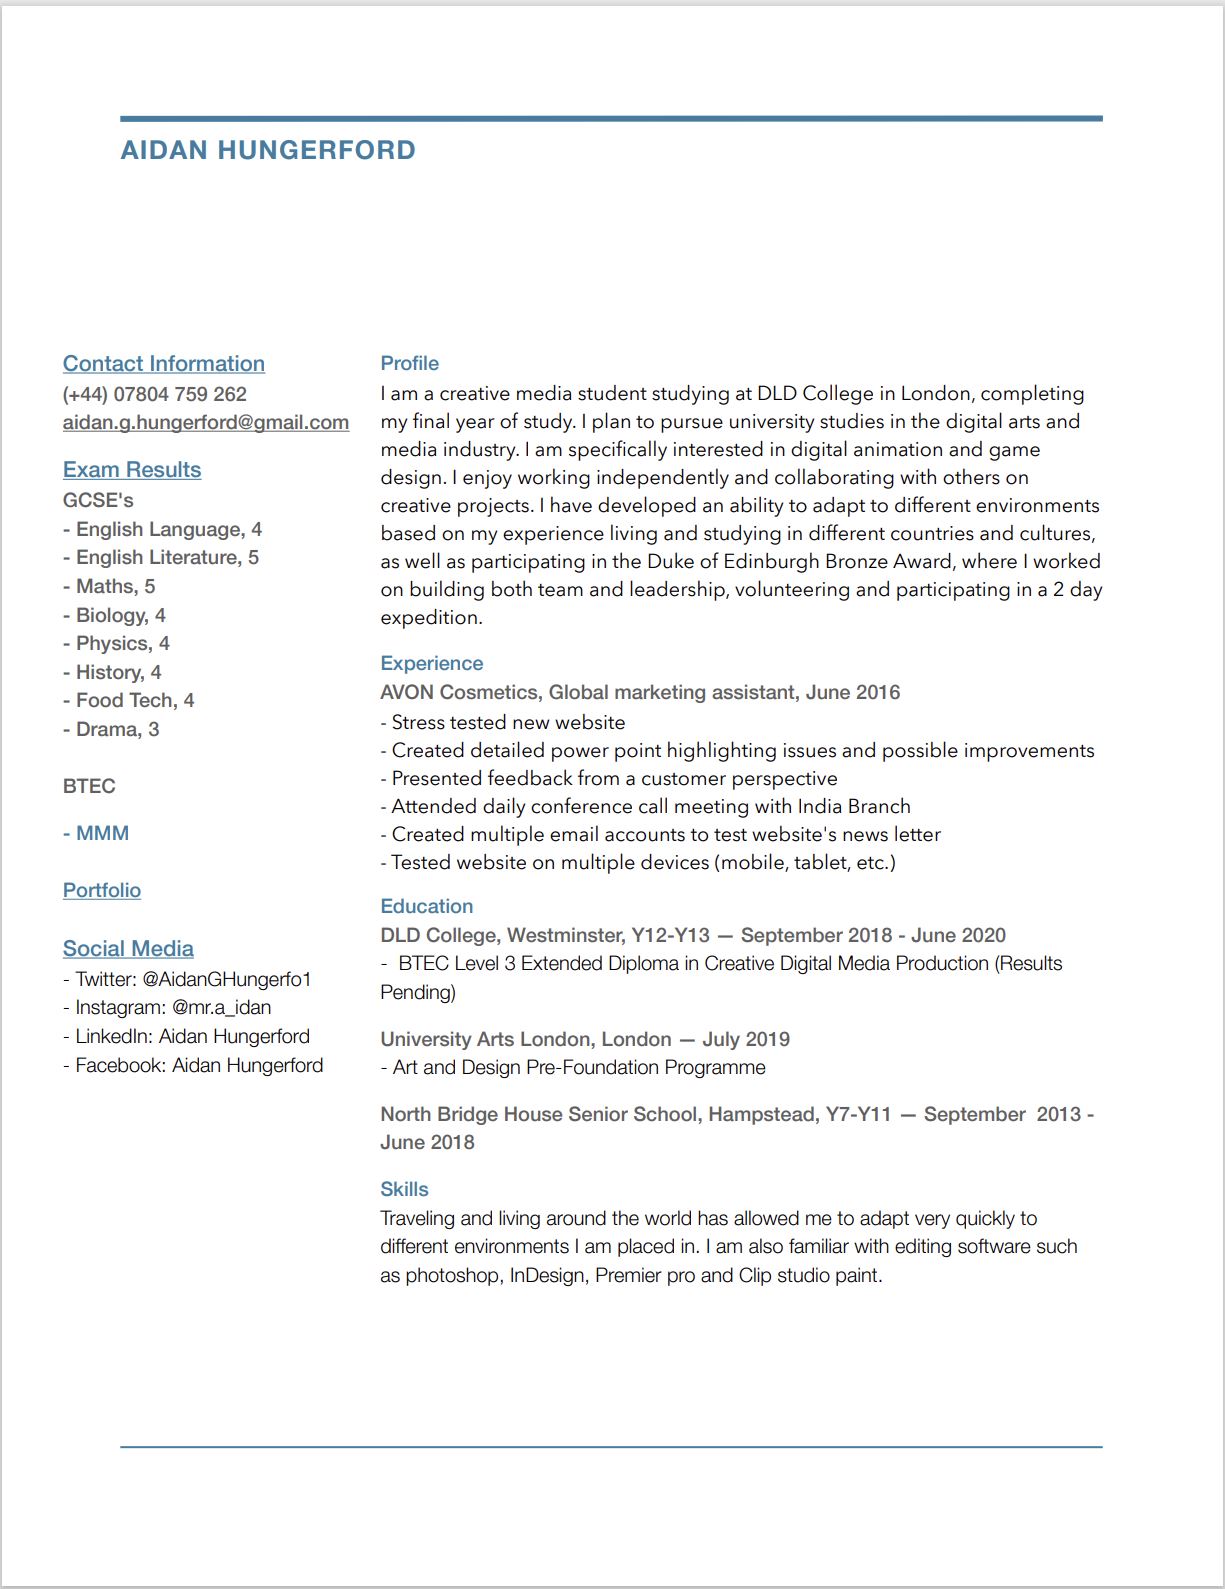 AIDAN HUNGERFORD
Contact Information
(+44) 07804 759 262
aidan.g.hungerford@gmail.com
Exam Results
GCSE's
- English Language, 4
- English Literature, 5
- Maths, 5
- Biology, 4
- Physics, 4
- History, 4
- Food Tech, 4
- Drama, 3
BTEC
- MMM
Portfolio
Social Media
- Twitter: @AidanGHungerfo1
- Instagram: @mr.a_idan
- LinkedIn: Aidan Hungerford
- Facebook: Aidan Hungerford
Profile
I am a creative media student studying at DLD College in London, completing
my final year of study. I plan to pursue university studies in the digital arts and
media industry. I am specifically interested in digital animation and game
design. I enjoy working independently and collaborating with others on
creative projects. I have developed an ability to adapt to different environments
based on my experience living and studying in different countries and cultures,
as well as participating in the Duke of Edinburgh Bronze Award, where I worked
on building both team and leadership, volunteering and participating in a 2 day
expedition.
Experience
AVON Cosmetics, Global marketing assistant, June 2016
- Stress tested new website
- Created detailed power point highlighting issues and possible improvements
- Presented feedback from a customer perspective
- Attended daily conference call meeting with India Branch
- Created multiple email accounts to test website's news letter
- Tested website on multiple devices (mobile, tablet, etc.)
Education
DLD College, Westminster, Y12-Y13 — September 2018 - June 2020
- BTEC Level 3 Extended Diploma in Creative Digital Media Production (Results
Pending)
University Arts London, London — July 2019
- Art and Design Pre-Foundation Programme
North Bridge House Senior School, Hampstead, Y7-Y11 — September 2013 -
June 2018
Skills
Traveling and living around the world has allowed me to adapt very quickly to
different environments I am placed in. I am also familiar with editing software such
as photoshop, InDesign, Premier pro and Clip studio paint.